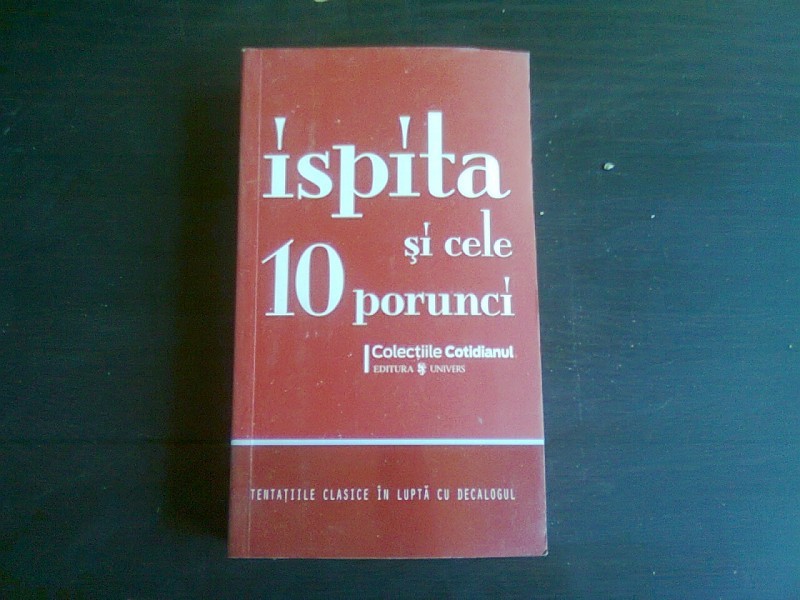 ispita
și cele
10 porunci
Colecțiile Cotidianul
EDITURA UNIVERS
TENTAȚIILE CLASICE ÎN LUPTĂ CU DECALOGUL